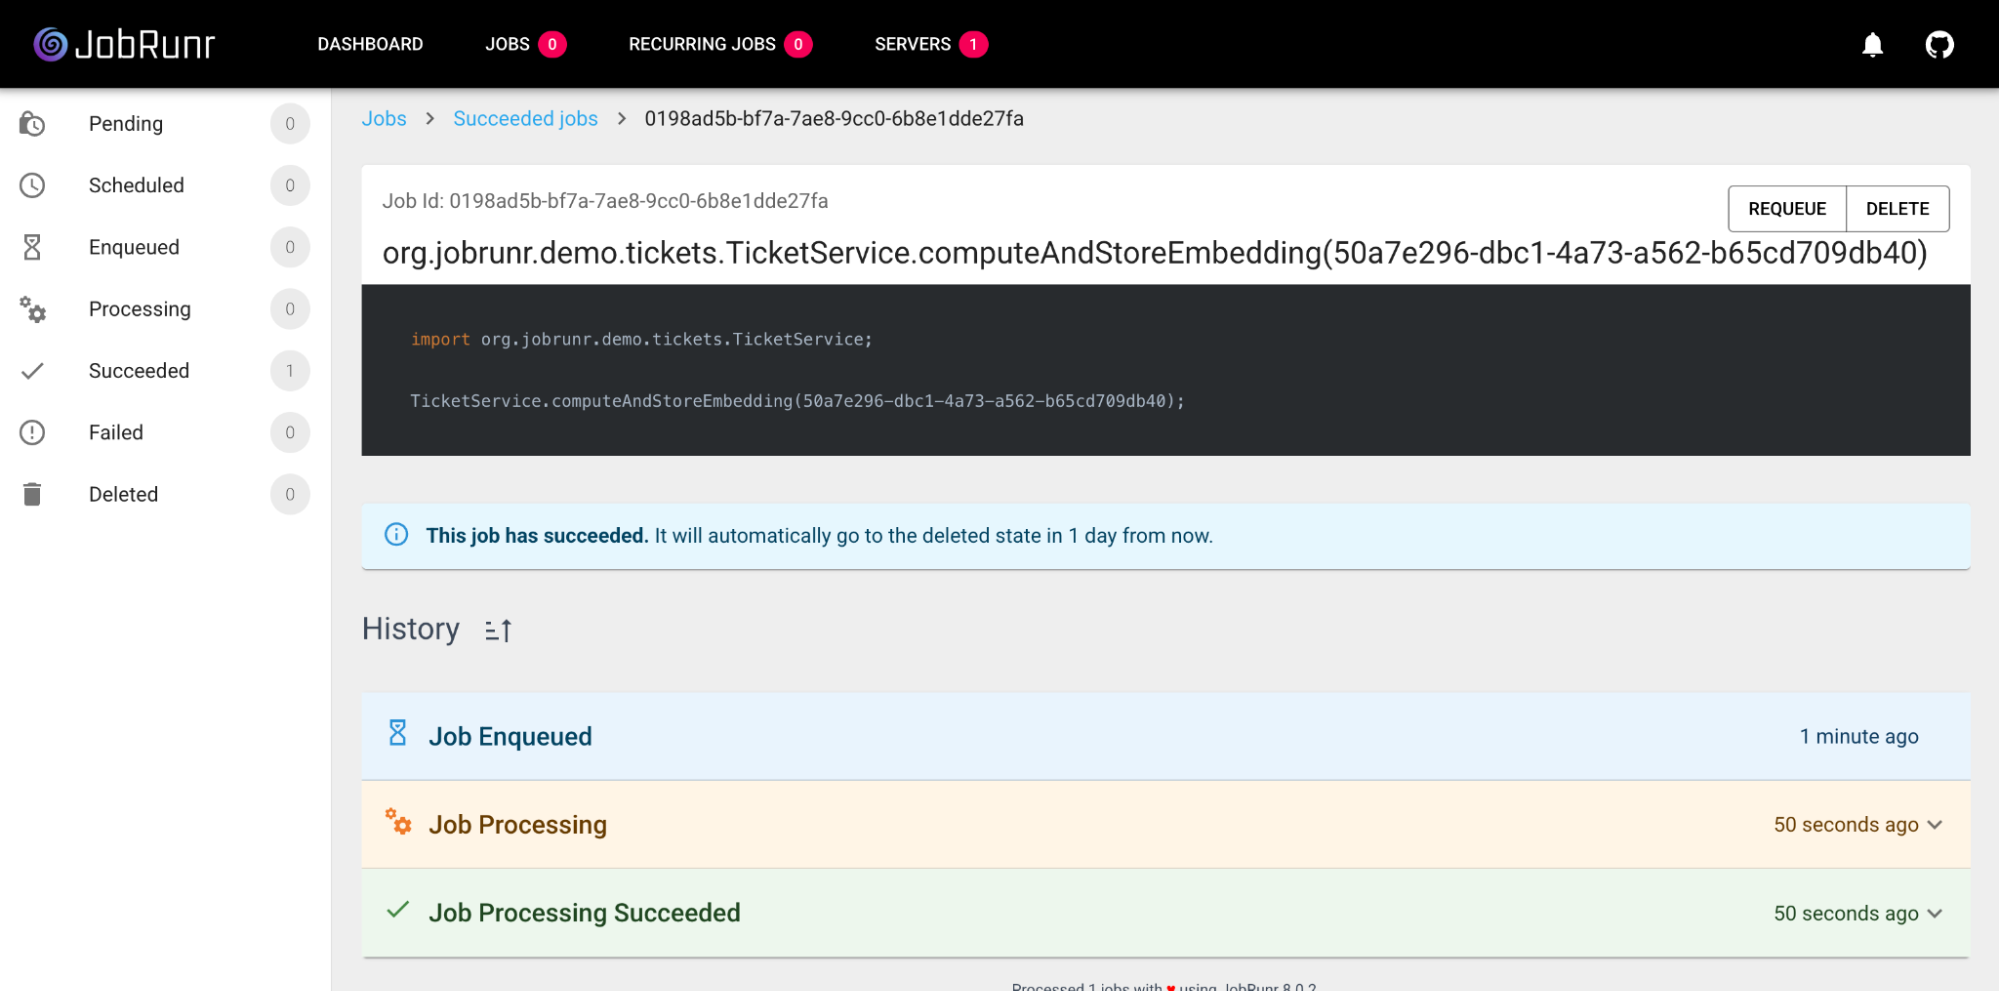 JobRunr DASHBOARD JOBS 0 RECURRING JOBS 0 SERVERS 1
Pending 0
Scheduled 0
Enqueued 0
Processing 0
Succeeded 1
Failed 0
Deleted 0
Jobs > Succeeded jobs > 0198ad5b-bf7a-7ae8-9cc0-6b8e1dde27fa
Job Id: 0198ad5b-bf7a-7ae8-9cc0-6b8e1dde27fa
REQUEUE DELETE
org.jobrunr.demo.tickets.TicketService.computeAndStoreEmbedding(50a7e296-dbc1-4a73-a562-b65cd709db40)
import org.jobrunr.demo.tickets.TicketService;
TicketService.computeAndStoreEmbedding(50a7e296-dbc1-4a73-a562-b65cd709db40);
This job has succeeded. It will automatically go to the deleted state in 1 day from now.
History
Job Enqueued 1 minute ago
Job Processing 50 seconds ago
Job Processing Succeeded 50 seconds ago
Processed 1 jobs with ♥ using JobRunr 8.0.2